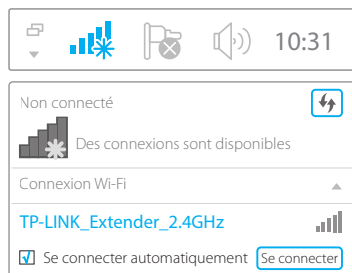 10:31
Non connecté
Des connexions sont disponibles
Connexion Wi-Fi
TP-LINK_Extender_2.4GHz
Se connecter automatiquement Se connecter